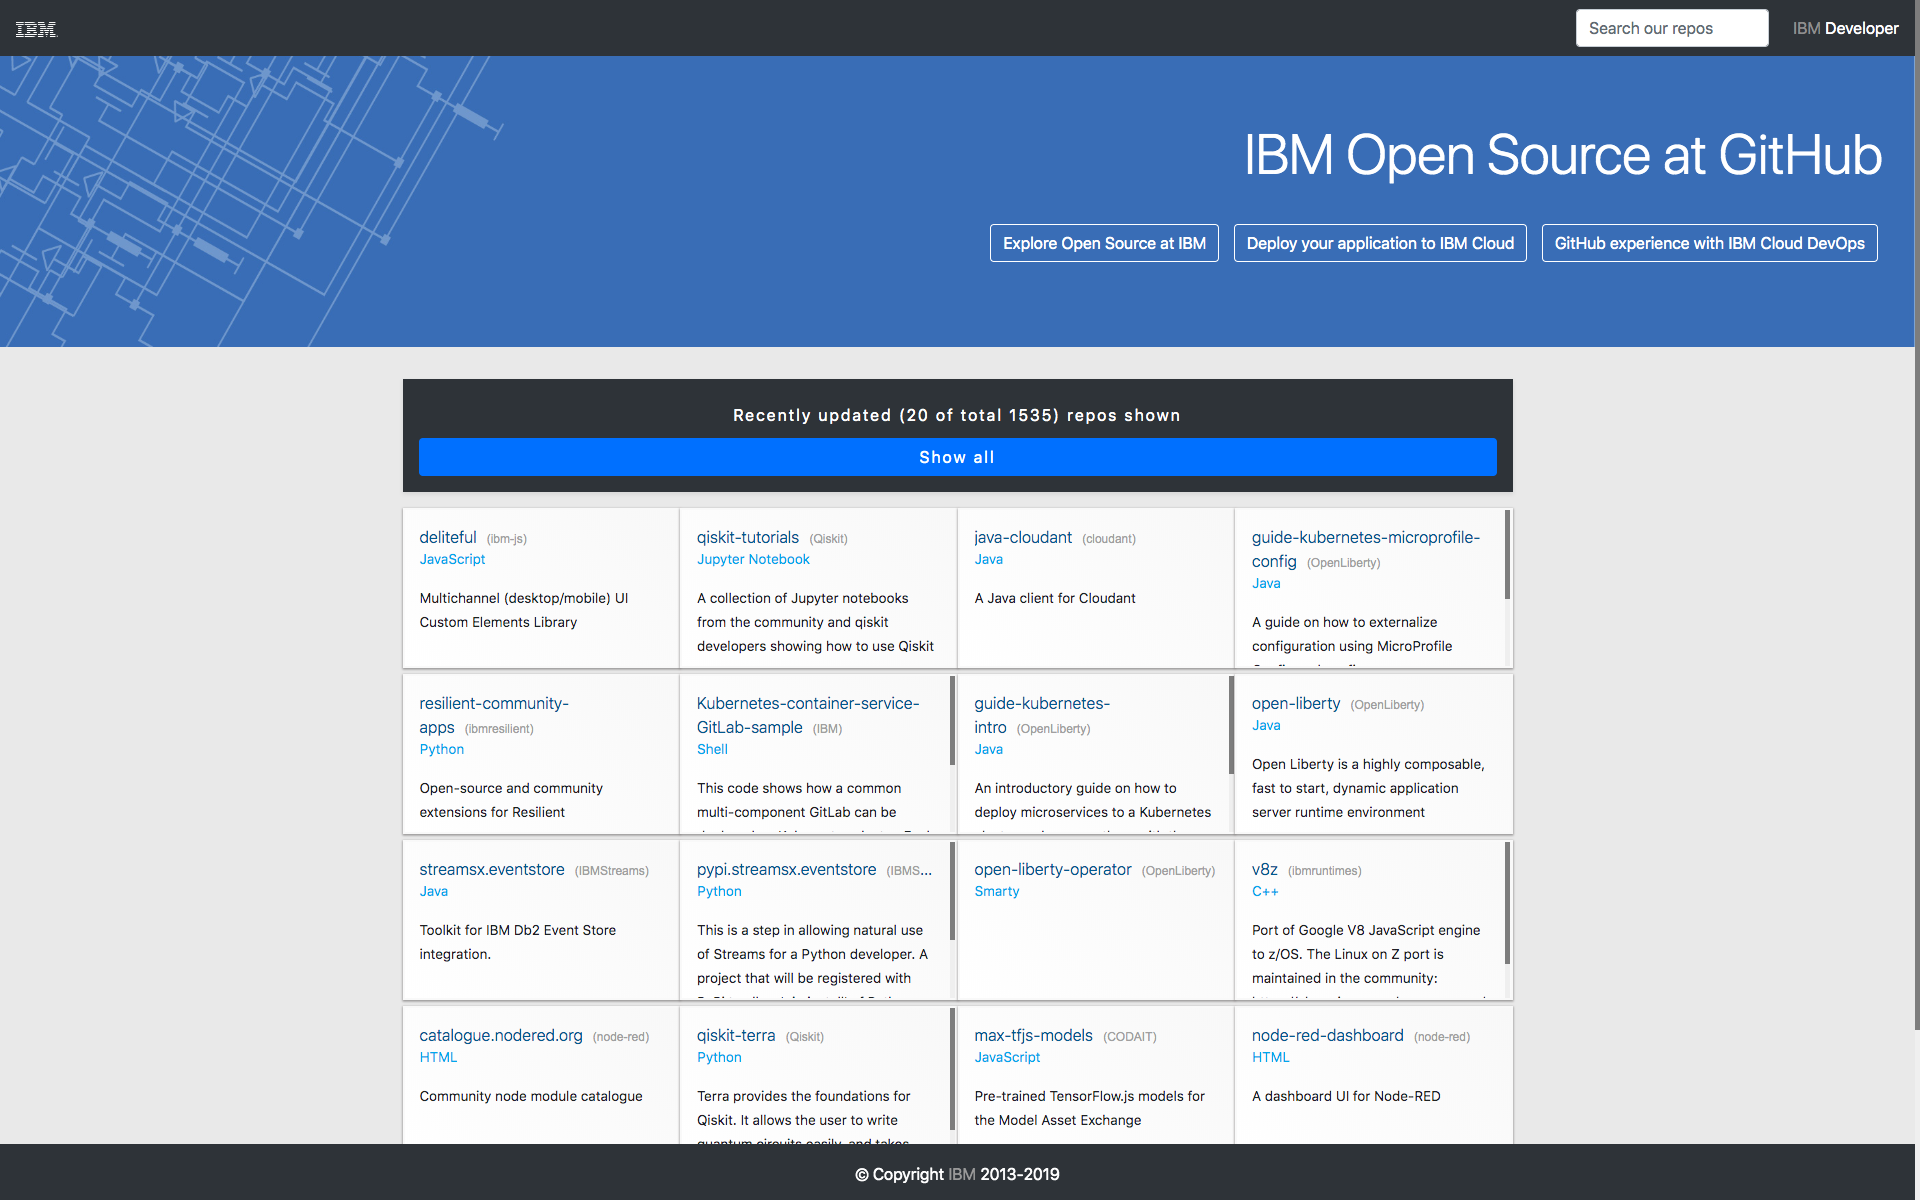 IBM
Search our repos
IBM Developer
IBM Open Source at GitHub
Explore Open Source at IBM
Deploy your application to IBM Cloud
GitHub experience with IBM Cloud DevOps
Recently updated (20 of total 1535) repos shown
Show all
deliteful (ibm-js)
JavaScript
Multichannel (desktop/mobile) UI
Custom Elements Library
qiskit-tutorials (Qiskit)
Jupyter Notebook
A collection of Jupyter notebooks
from the community and qiskit
developers showing how to use Qiskit
java-cloudant (cloudant)
Java
A Java client for Cloudant
guide-kubernetes-microprofile-
config (OpenLiberty)
Java
A guide on how to externalize
configuration using MicroProfile
resilient-community-
apps (ibmresilient)
Python
Open-source and community
extensions for Resilient
Kubernetes-container-service-
GitLab-sample (IBM)
Shell
This code shows how a common
multi-component GitLab can be
guide-kubernetes-
intro (OpenLiberty)
Java
An introductory guide on how to
deploy microservices to a Kubernetes
open-liberty (OpenLiberty)
Java
Open Liberty is a highly composable,
fast to start, dynamic application
server runtime environment
streamsx.eventstore (IBMStreams)
Java
Toolkit for IBM Db2 Event Store
integration.
pypi.streamsx.eventstore (IBMS...
Python
This is a step in allowing natural use
of Streams for a Python developer. A
project that will be registered with
open-liberty-operator (OpenLiberty)
Smarty
v8z (ibmruntimes)
C++
Port of Google V8 JavaScript engine
to z/OS. The Linux on Z port is
maintained in the community:
catalogue.nodered.org (node-red)
HTML
Community node module catalogue
qiskit-terra (Qiskit)
Python
Terra provides the foundations for
Qiskit. It allows the user to write
quantum circuits easily, and takes
max-tfjs-models (CODAIT)
JavaScript
Pre-trained TensorFlow.js models for
the Model Asset Exchange
node-red-dashboard (node-red)
HTML
A dashboard UI for Node-RED
© Copyright IBM 2013-2019